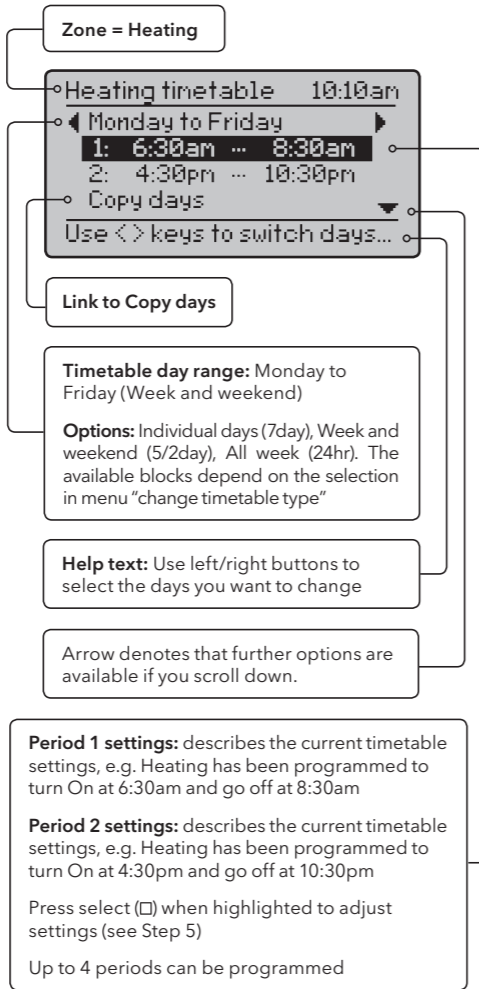 Zone = Heating
Heating timetable 10:10am
Monday to Friday
1: 6:30am ... 8:30am
2: 4:30pm ... 10:30pm
Copy days
Use < > keys to switch days...
Link to Copy days
Timetable day range: Monday to
Friday (Week and weekend)
Options: Individual days (7day), Week and
weekend (5/2day), All week (24hr). The
available blocks depend on the selection
in menu "change timetable type"
Help text: Use left/right buttons to
select the days you want to change
Arrow denotes that further options are
available if you scroll down.
Period 1 settings: describes the current timetable
settings, e.g. Heating has been programmed to
turn On at 6:30am and go off at 8:30am
Period 2 settings: describes the current timetable
settings, e.g. Heating has been programmed to
turn On at 4:30pm and go off at 10:30pm
Press select (□) when highlighted to adjust
settings (see Step 5)
Up to 4 periods can be programmed